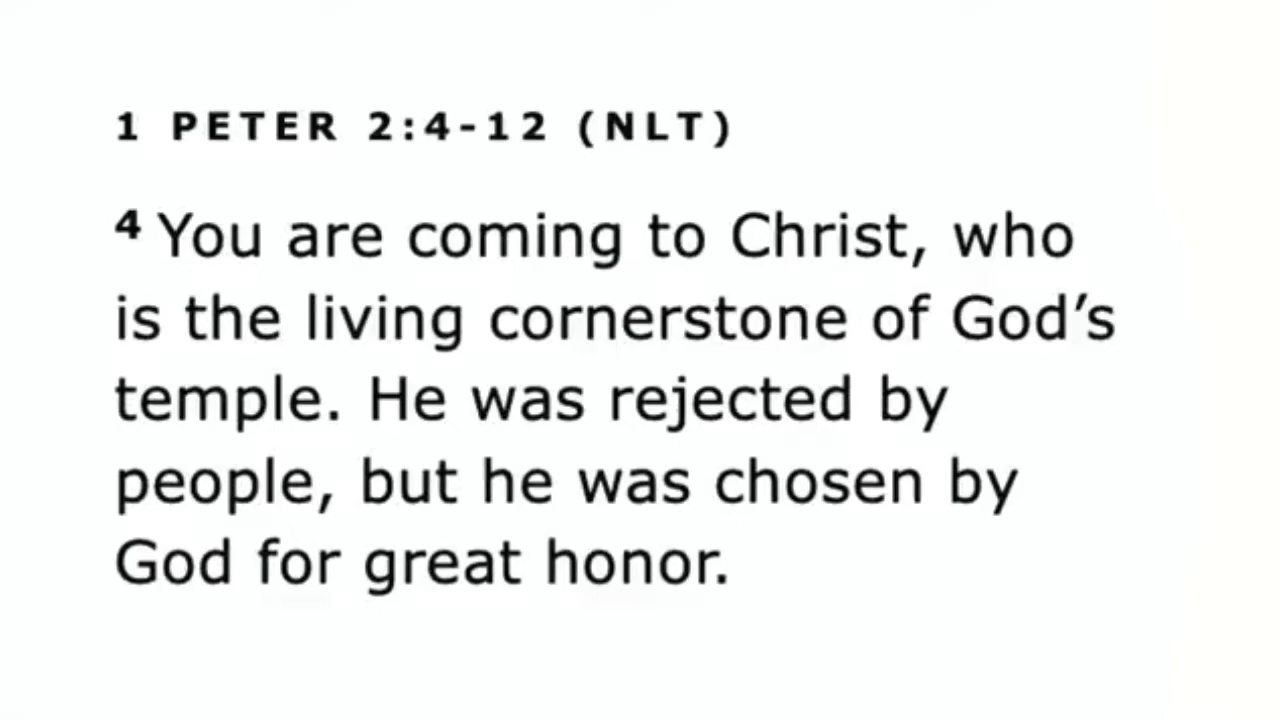 1 PETER 2:4-12 (NLT)
4 You are coming to Christ, who
is the living cornerstone of God’s
temple. He was rejected by
people, but he was chosen by
God for great honor.